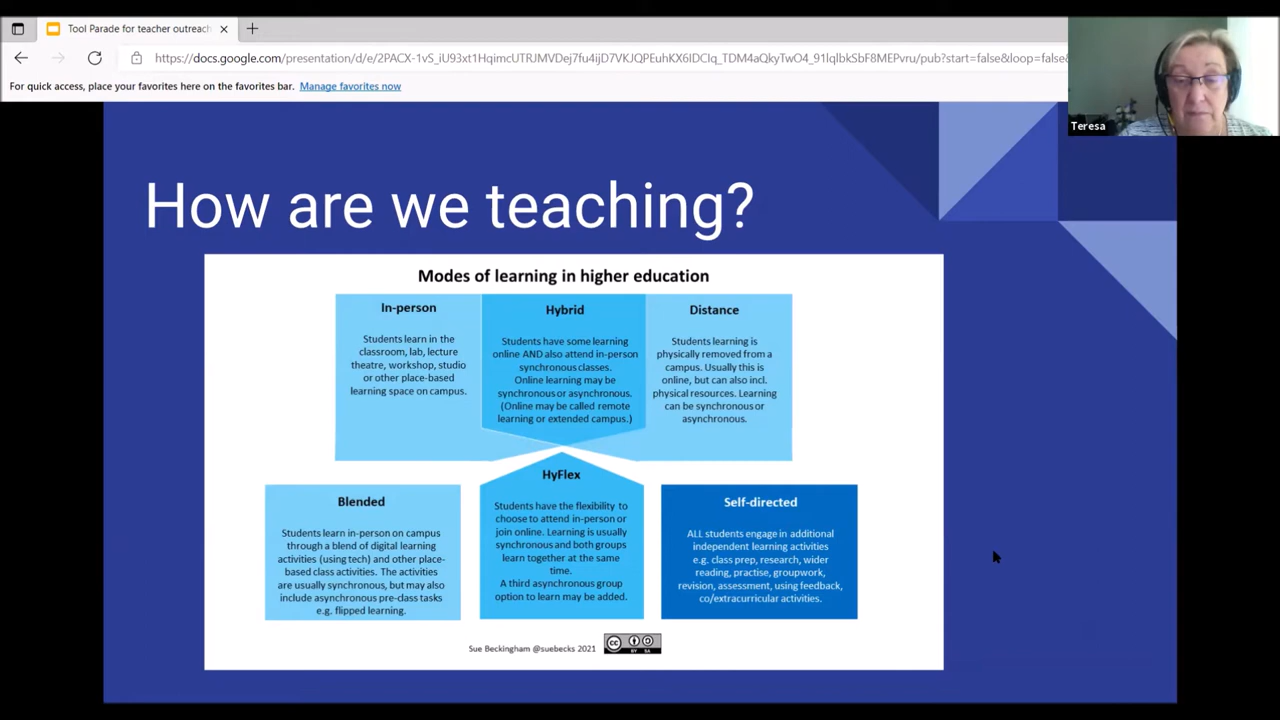 Tool Parade for teacher outreach
https://docs.google.com/presentation/d/e/2PACX-1vS_iU93xt1HqimcUTRJMVDej7fu4ijD7VKJQPEuhKX6IDCIq_TDM4aQkyTwO4_91lqlbkSbF8MEPvru/pub?start=false&loop=false&
For quick access, place your favorites here on the favorites bar. Manage favorites now
Teresa
How are we teaching?
Modes of learning in higher education
In-person
Students learn in the
classroom, lab, lecture
theatre, workshop, studio
or other place-based
learning space on campus.
Hybrid
Students have some learning
online AND also attend in-person
synchronous classes.
Online learning may be
synchronous or asynchronous.
(Online may be called remote
learning or extended campus.)
Distance
Students learning is
physically removed from a
campus. Usually this is
online, but can also incl.
physical resources. Learning
can be synchronous or
asynchronous.
Blended
Students learn in-person on campus
through a blend of digital learning
activities (using tech) and other place-
based class activities. The activities
are usually synchronous, but may also
include asynchronous pre-class tasks
e.g. flipped learning.
HyFlex
Students have the flexibility to
choose to attend in-person or
join online. Learning is usually
synchronous and both groups
learn together at the same
time.
A third asynchronous group
option to learn may be added.
Self-directed
ALL students engage in additional
independent learning activities
e.g. class prep, research, wider
reading, practise, groupwork,
revision, assessment, using feedback,
co/extracurricular activities.
Sue Beckingham @suebecks 2021
CC BY SA